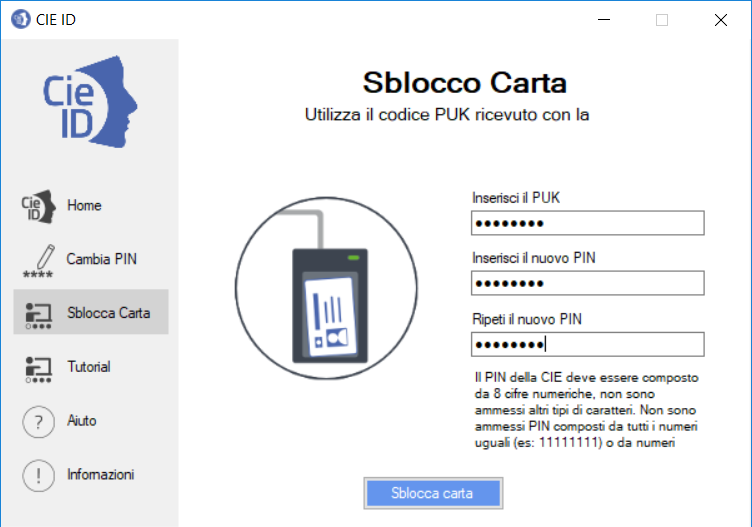 CIE ID
Cie
ID
Sblocco Carta
Utilizza il codice PUK ricevuto con la
Cie
ID
Home
****
Cambia PIN
Sblocca Carta
Tutorial
?
Aiuto
!
Infomazioni
Inserisci il PUK
●●●●●●●●
Inserisci il nuovo PIN
●●●●●●●●
Ripeti il nuovo PIN
●●●●●●●●
Il PIN della CIE deve essere composto
da 8 cifre numeriche, non sono
ammessi altri tipi di caratteri. Non sono
ammessi PIN composti da tutti i numeri
uguali (es: 11111111) o da numeri
Sblocca carta